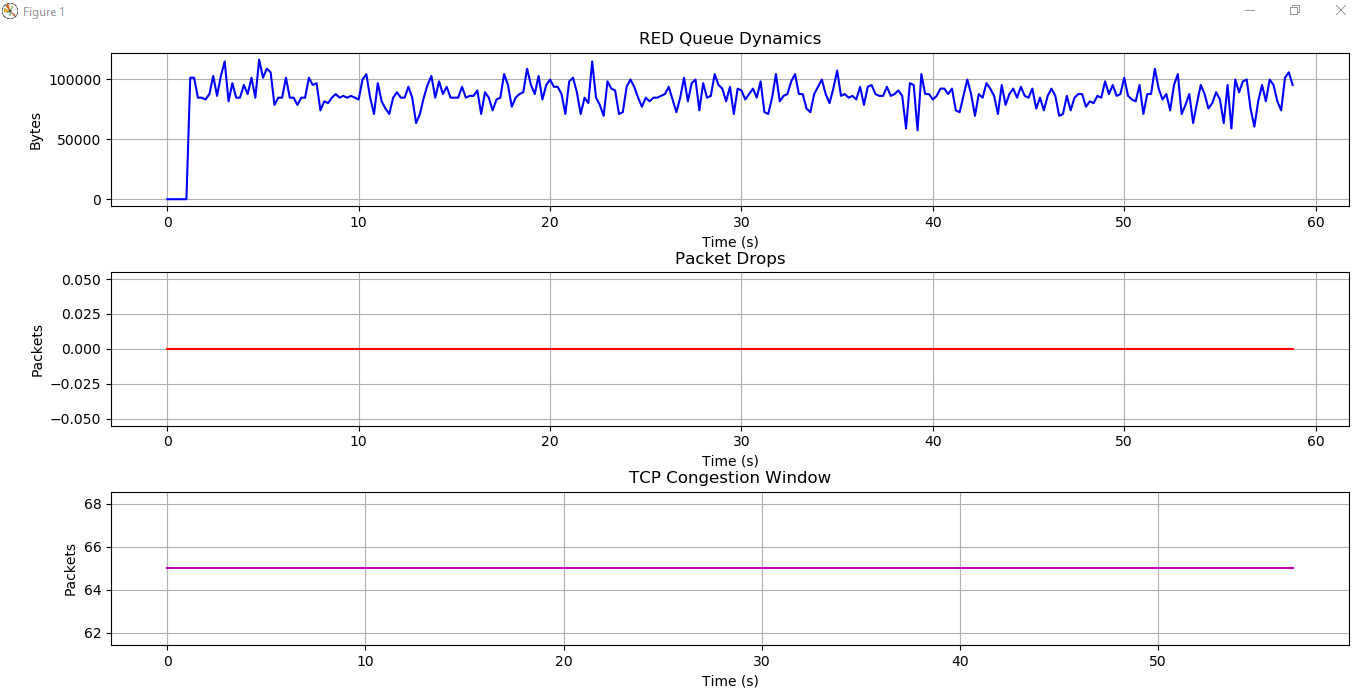 Figure 1
RED Queue Dynamics
100000
50000
0
Bytes
0 10 20 30 40 50 60
Time (s)
Packet Drops
0.050
0.025
0.000
−0.025
−0.050
Packets
0 10 20 30 40 50 60
Time (s)
TCP Congestion Window
68
66
64
62
Packets
0 10 20 30 40 50
Time (s)